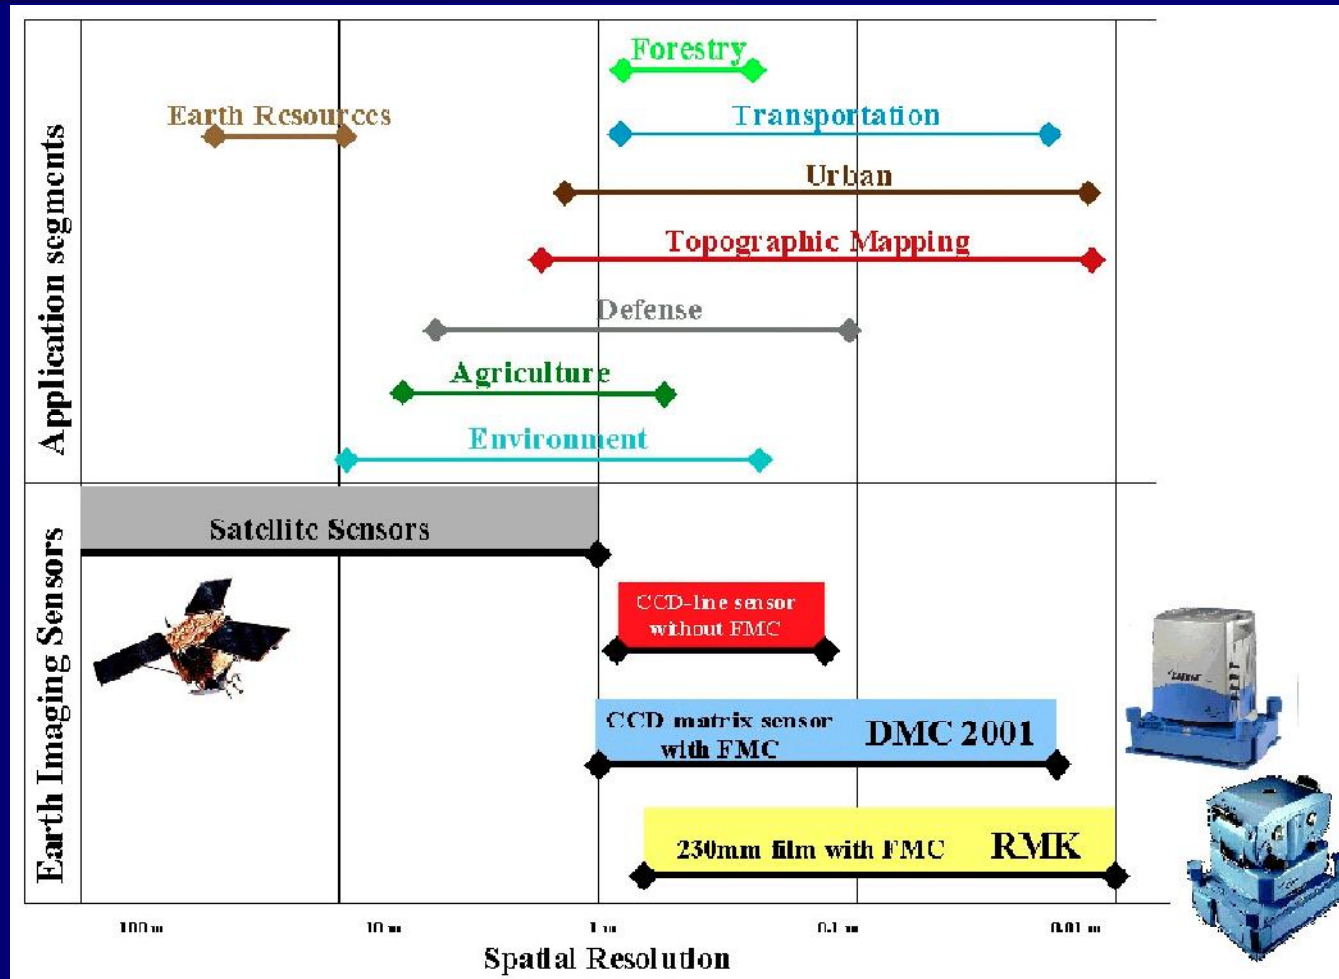 Application segments
Forestry
Earth Resources
Transportation
Urban
Topographic Mapping
Defense
Agriculture
Environment
Earth Imaging Sensors
Satellite Sensors
CCD-line sensor
without FMC
CCD matrix sensor
with FMC
DMC 2001
230mm film with FMC RMK
100 m 10 m 1 m 0.1 m 0.01 m
Spatial Resolution